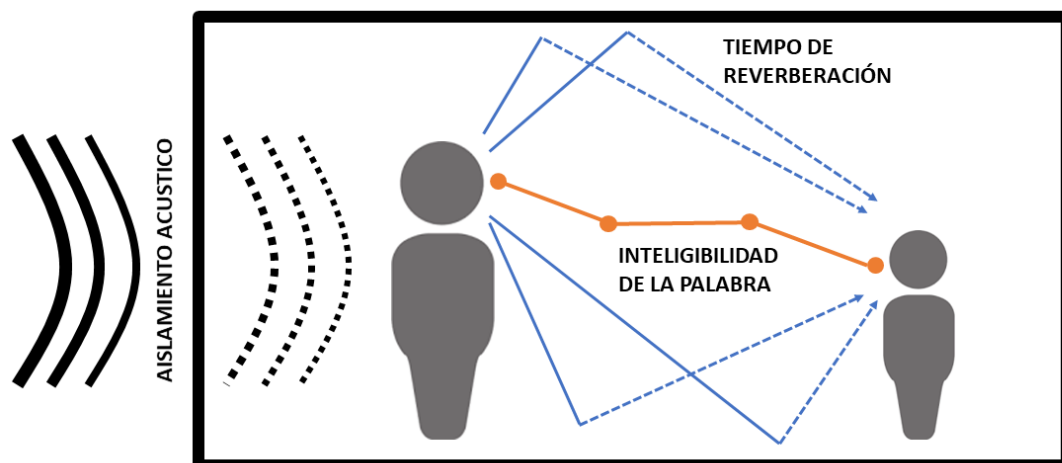 TIEMPO DE
REVERBERACIÓN
AISLAMIENTO ACUSTICO
INTELIGIBILIDAD
DE LA PALABRA